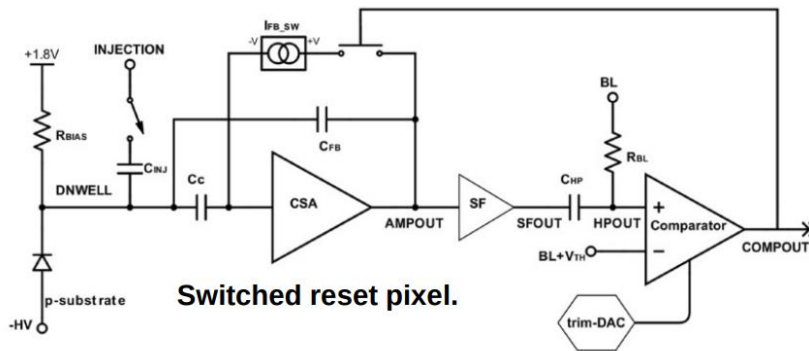 IFB_SW
-V
+V
INJECTION
+1.8V
BL
RBIAS
CINJ
CFB
RBL
CC
CHP
DNWELL
CSA
SF
+
Comparator
AMPOUT
SFOUT
HPOUT
BL+VTH
−
COMPOUT
p-substrate
Switched reset pixel.
-HV
trim-DAC